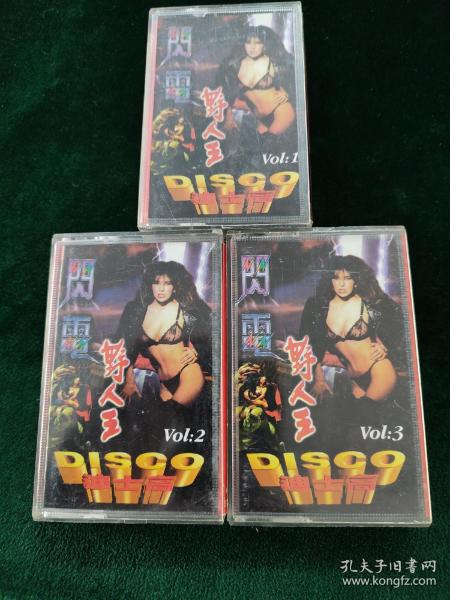 閃電
野人王
Vol:1
DISCO
迪士高
閃電
野人王
Vol:2
DISCO
迪士高
閃電
野人王
Vol:3
DISCO
迪士高
孔夫子旧书网
www.kongfz.com